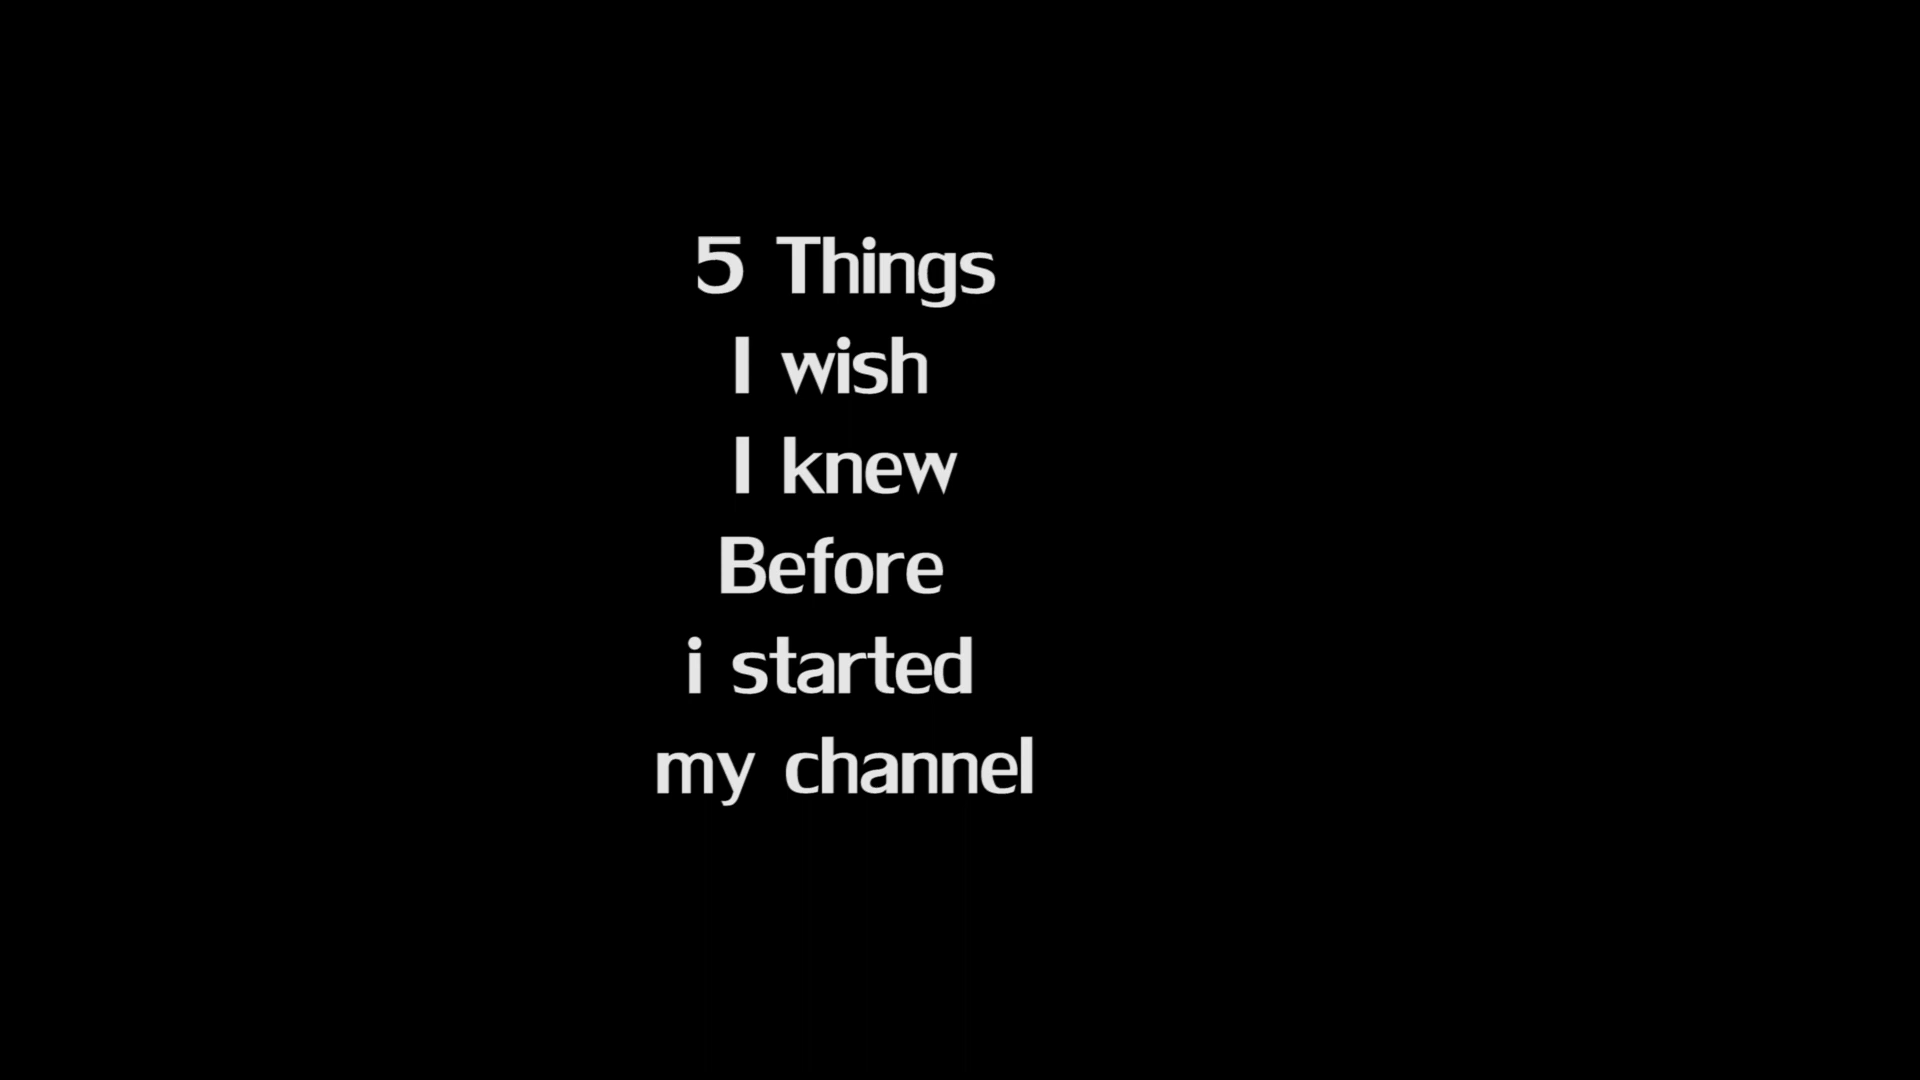 5 Things
I wish
I knew
Before
i started
my channel